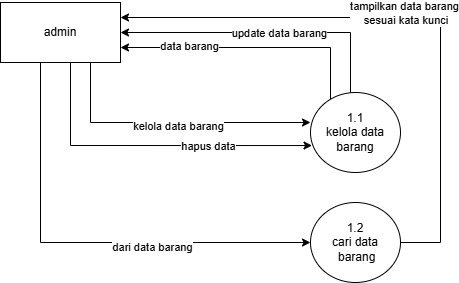 tampilkan data barang
sesuai kata kunci
admin
update data barang
data barang
kelola data barang
hapus data
1.1
kelola data
barang
1.2
cari data
barang
dari data barang